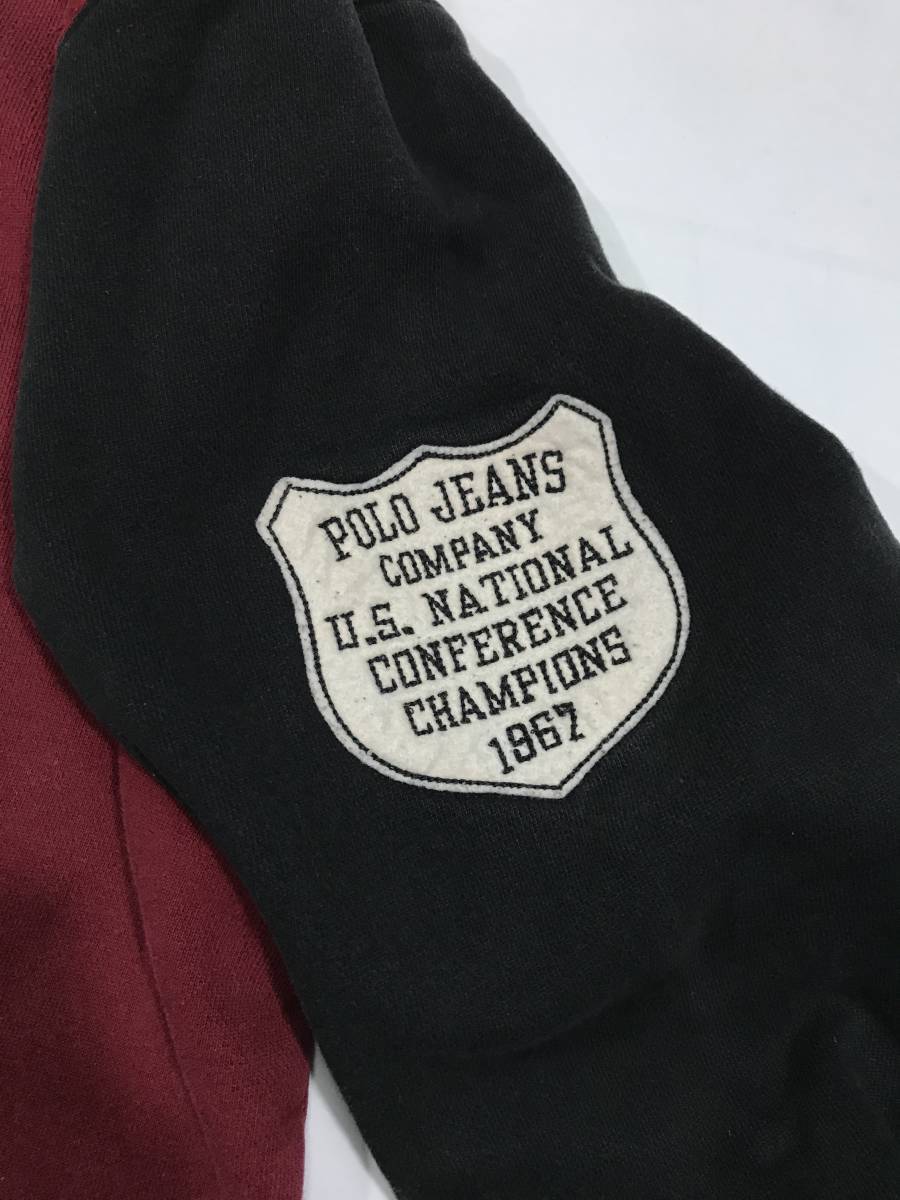 POLO JEANS
COMPANY
U.S. NATIONAL
CONFERENCE
CHAMPIONS
1967